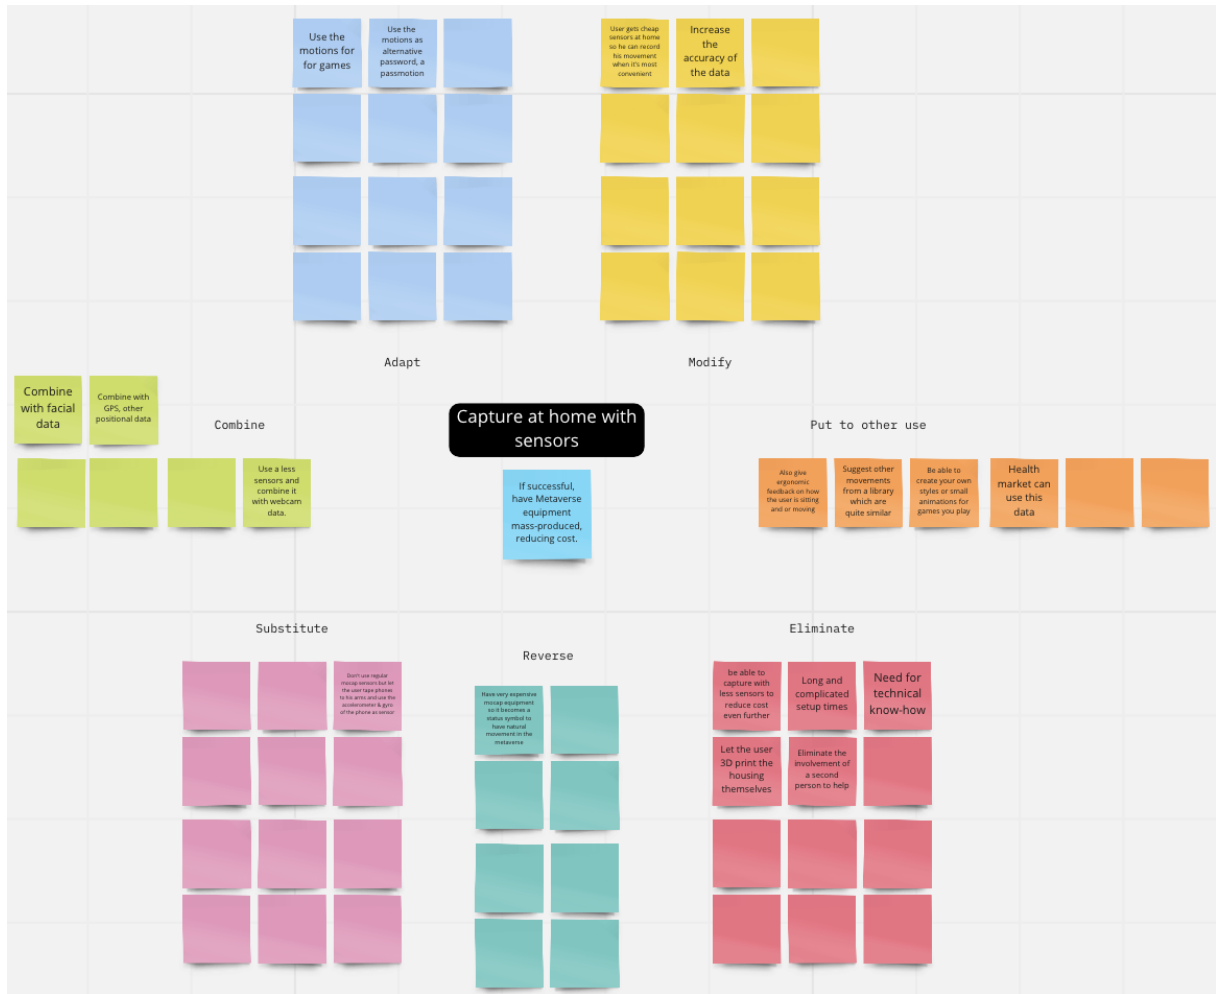 Use the
motions for
for games
Use the
motions as
alternative
password, a
passmotion
User gets cheap
sensors at home
so he can record
his movement
when it's most
convenient
Increase
the
accuracy of
the data
Adapt
Modify
Combine
with facial
data
Combine with
GPS, other
positional data
Combine
Use a less
sensors and
combine it
with webcam
data.
Capture at home with
sensors
If successful,
have Metaverse
equipment
mass-produced,
reducing cost.
Put to other use
Also give
ergonomic
feedback on how
the user is sitting
and or moving
Suggest other
movements
from a library
which are
quite similar
Be able to
create your own
styles or small
animations for
games you play
Health
market can
use this
data
Substitute
Don't use regular
mocap sensors but let
the user tape phones
to his arms and use the
accelerometer & gyro
of the phone as sensor
Reverse
Have very expensive
mocap equipment
so it becomes a
status symbol to
have natural
movement in the
metaverse
Eliminate
be able to
capture with
less sensors to
reduce cost
even further
Long and
complicated
setup times
Need for
technical
know-how
Let the user
3D print the
housing
themselves
Eliminate the
involvement of
a second
person to help